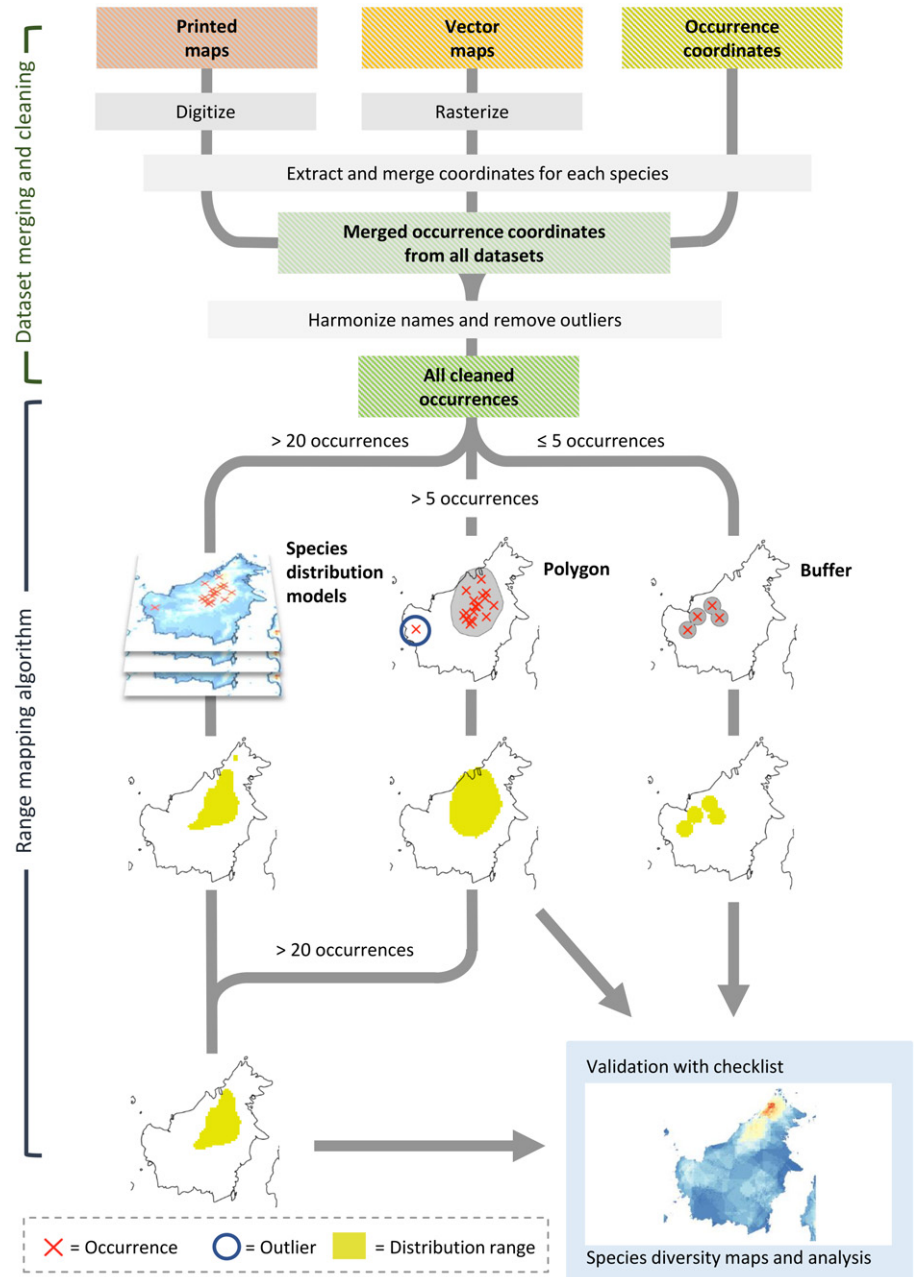 Printed
maps
Vector
maps
Occurrence
coordinates
Digitize
Rasterize
Extract and merge coordinates for each species
Merged occurrence coordinates
from all datasets
Harmonize names and remove outliers
All cleaned
occurrences
Dataset merging and cleaning
> 20 occurrences
≤ 5 occurrences
> 5 occurrences
Species
distribution
models
Polygon
Buffer
Range mapping algorithm
> 20 occurrences
Validation with checklist
Species diversity maps and analysis
= Occurrence
= Outlier
= Distribution range